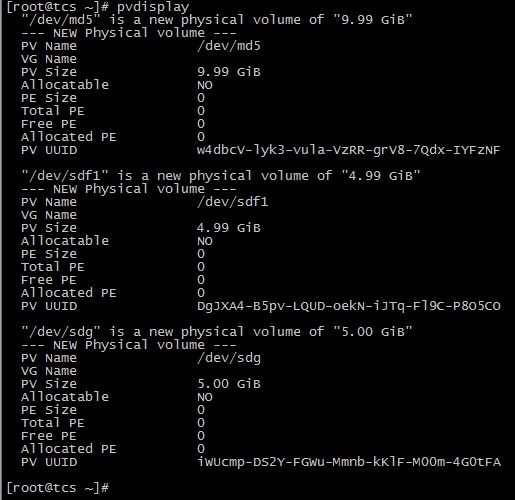 [root@tcs ~]# pvdisplay
"/dev/md5" is a new physical volume of "9.99 GiB"
--- NEW Physical volume ---
PV Name /dev/md5
VG Name
PV Size 9.99 GiB
Allocatable NO
PE Size 0
Total PE 0
Free PE 0
Allocated PE 0
PV UUID w4dbcV-lyk3-vula-VzRR-grV8-7Qdx-IYFzNF
"/dev/sdf1" is a new physical volume of "4.99 GiB"
--- NEW Physical volume ---
PV Name /dev/sdf1
VG Name
PV Size 4.99 GiB
Allocatable NO
PE Size 0
Total PE 0
Free PE 0
Allocated PE 0
PV UUID DgJXA4-B5pv-LQUD-oekN-iJTq-Fl9C-P8O5CO
"/dev/sdg" is a new physical volume of "5.00 GiB"
--- NEW Physical volume ---
PV Name /dev/sdg
VG Name
PV Size 5.00 GiB
Allocatable NO
PE Size 0
Total PE 0
Free PE 0
Allocated PE 0
PV UUID iWUcmp-DS2Y-FGWu-Mmnb-kKlF-M00m-4G0tFA
[root@tcs ~]#